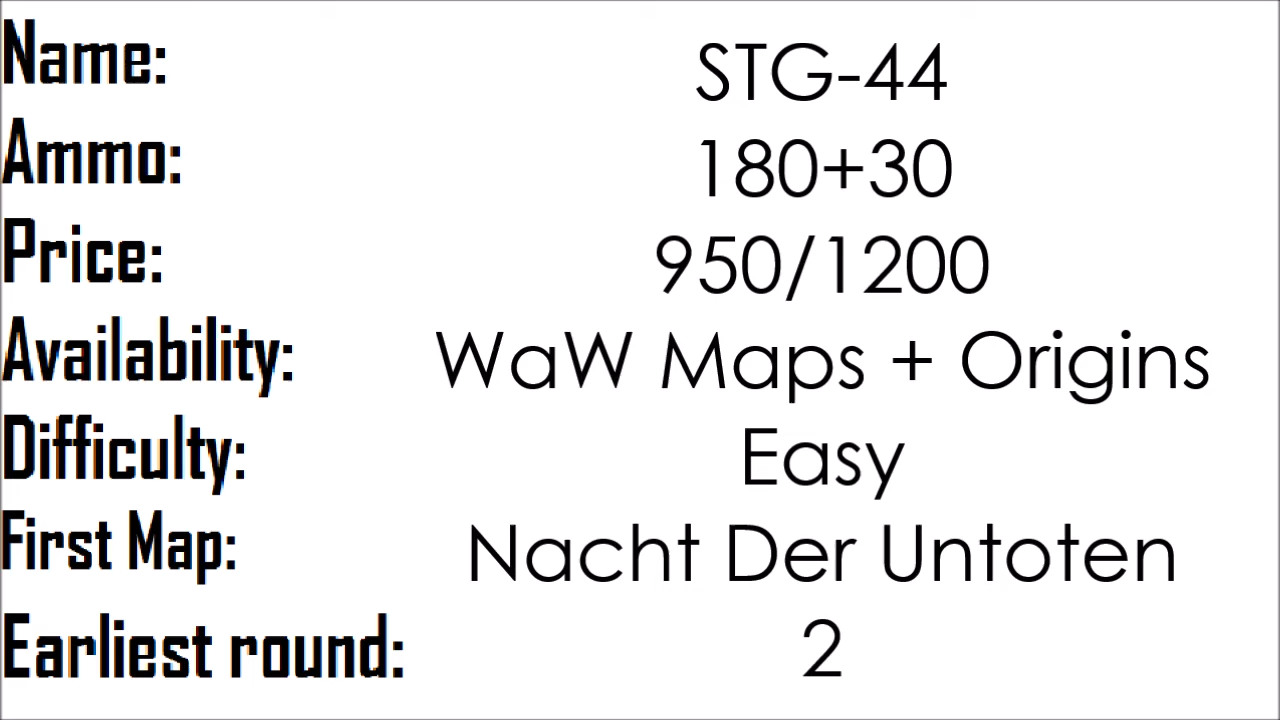 Name: STG-44
Ammo: 180+30
Price: 950/1200
Availability: WaW Maps + Origins
Difficulty: Easy
First Map: Nacht Der Untoten
Earliest round: 2